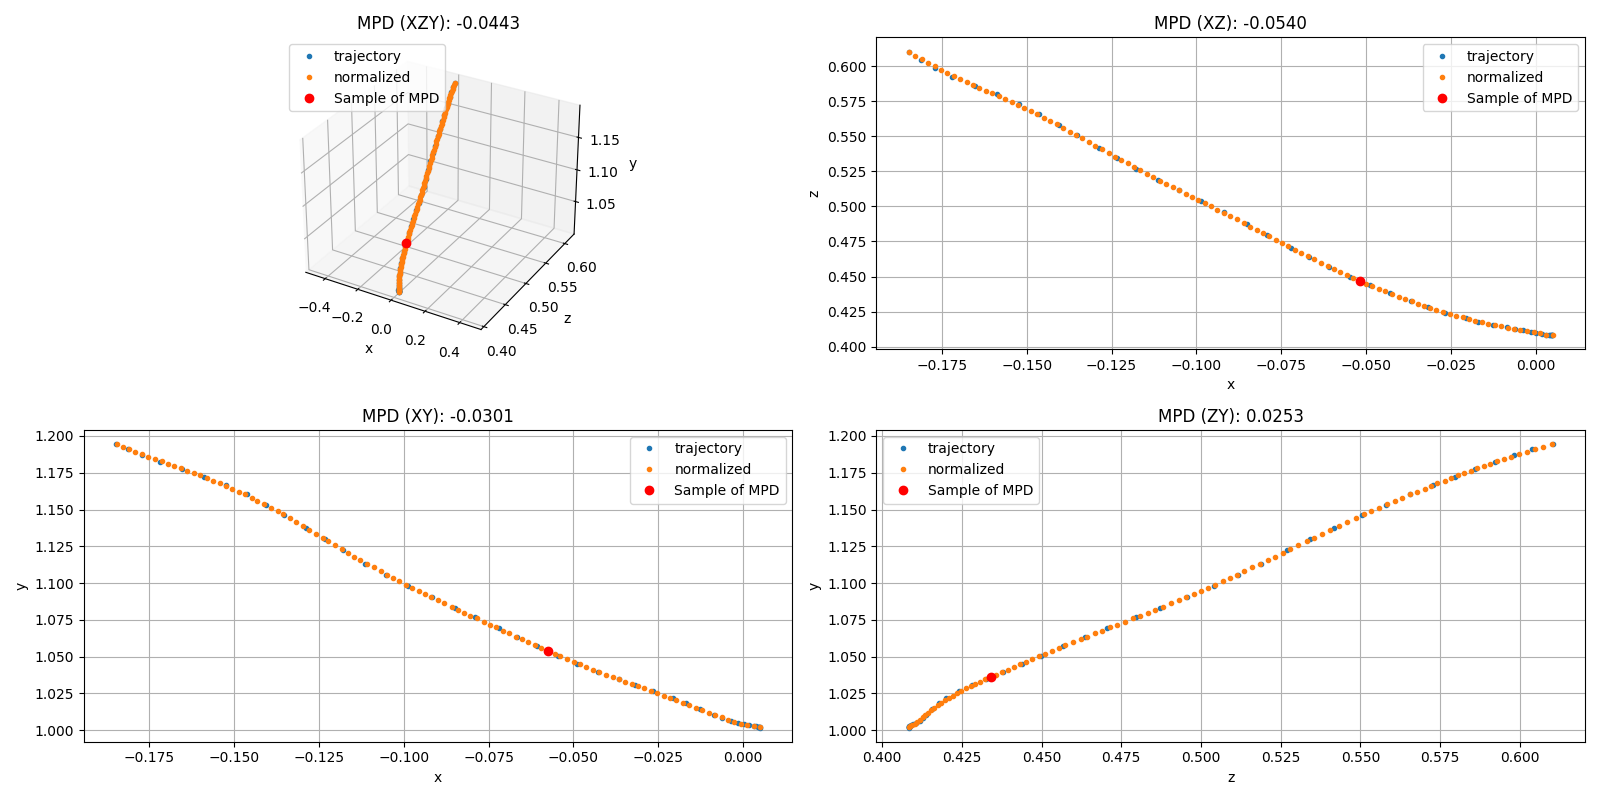 MPD (XZY): -0.0443
trajectory
normalized
Sample of MPD
1.15
1.10
1.05
y
0.60
0.55
0.50
0.45
0.40
z
−0.4
−0.2
0.0
0.2
0.4
x
MPD (XZ): -0.0540
trajectory
normalized
Sample of MPD
0.600
0.575
0.550
0.525
0.500
0.475
0.450
0.425
0.400
z
−0.175 −0.150 −0.125 −0.100 −0.075 −0.050 −0.025 0.000
x
MPD (XY): -0.0301
trajectory
normalized
Sample of MPD
1.200
1.175
1.150
1.125
1.100
1.075
1.050
1.025
1.000
y
−0.175 −0.150 −0.125 −0.100 −0.075 −0.050 −0.025 0.000
x
MPD (ZY): 0.0253
trajectory
normalized
Sample of MPD
1.200
1.175
1.150
1.125
1.100
1.075
1.050
1.025
1.000
y
0.400 0.425 0.450 0.475 0.500 0.525 0.550 0.575 0.600
z